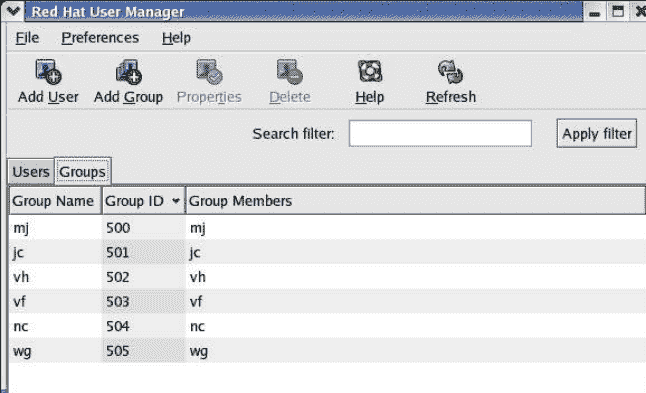 Red Hat User Manager
File Preferences Help
Add User Add Group Properties Delete Help Refresh
Search filter: Apply filter
Users Groups
Group Name Group ID Group Members
mj 500 mj
jc 501 jc
vh 502 vh
vf 503 vf
nc 504 nc
wg 505 wg